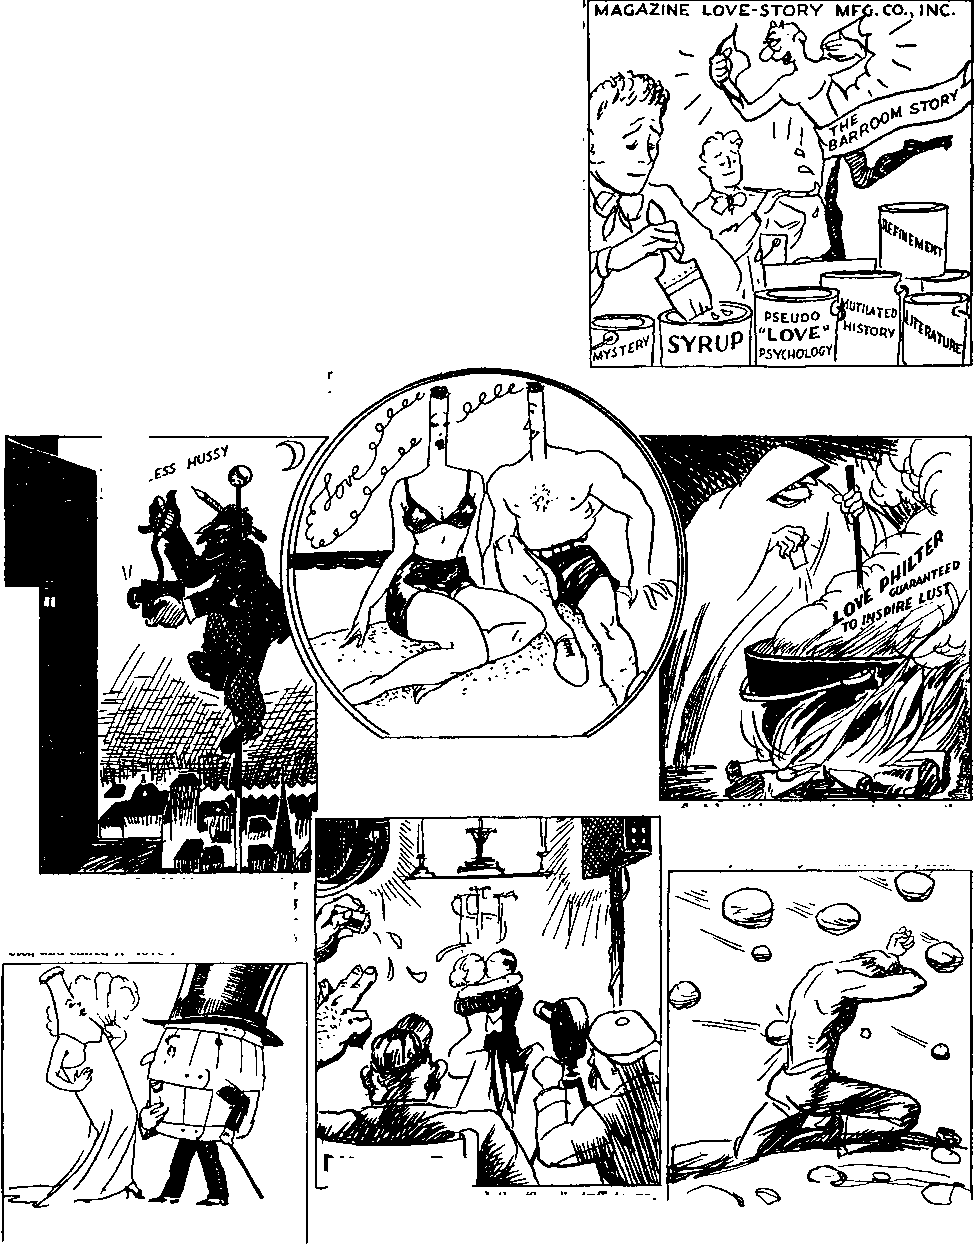 MAGAZINE LOVE-STORY MFG. CO., INC.
THE
BARROOM STORY
REFINEMENT
MYSTERY
SYRUP
PSEUDO
"LOVE"
PSYCHOLOGY
MUTILATED
HISTORY
LITERATURE
ESS HUSSY
Love
LOVE PHILTER
GUARANTEED
TO INSPIRE LUST